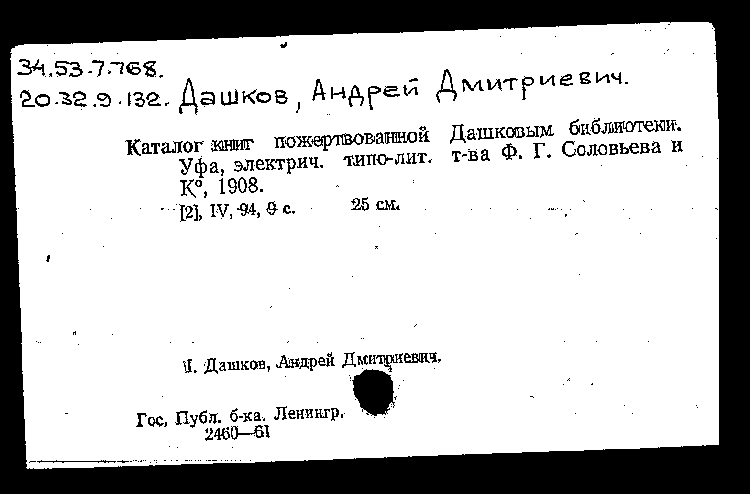 34.53.7.768.
20.32.9.132. Дашков, Андрей Дмитриевич.
Каталог книг пожертвованной Дашковым библиотеки.
Уфа, электрич. типо-лит. т-ва Ф. Г. Соловьева и
К°, 1908.
[2], IV, 94, 9 с. 25 см.
I. Дашков, Андрей Дмитриевич.
Гос. Публ. б-ка. Ленингр.
2460—61